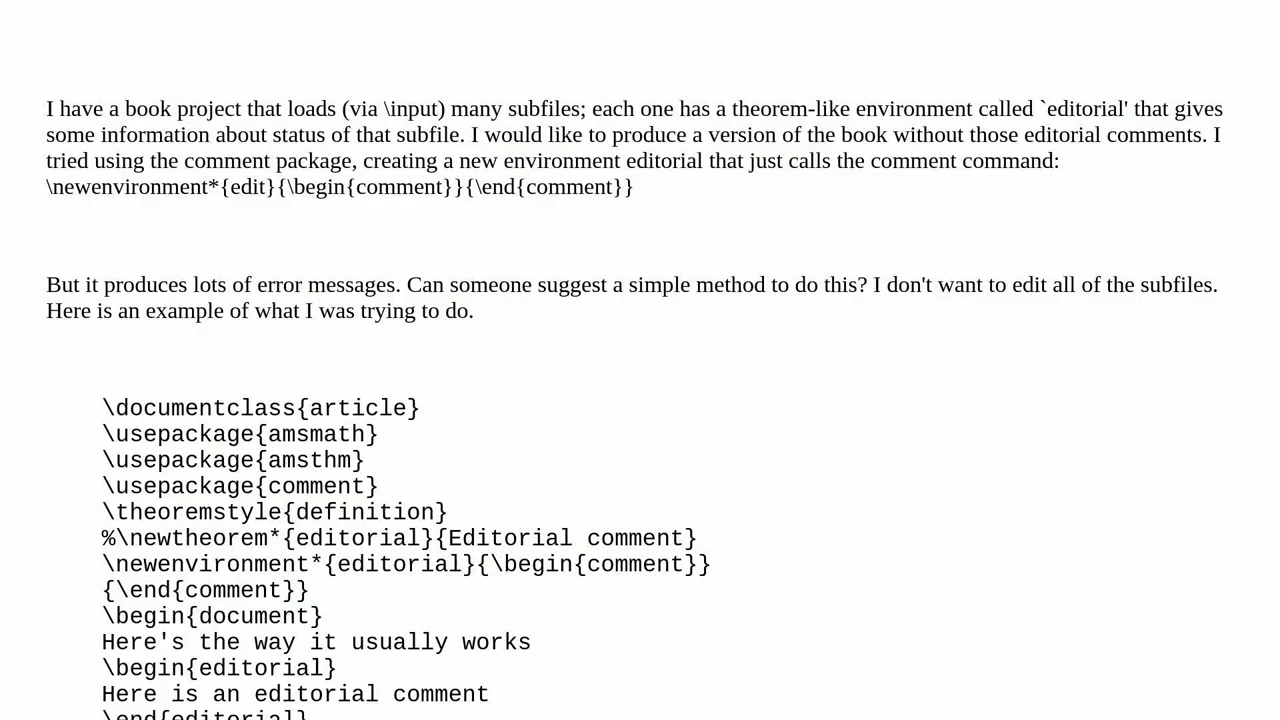 I have a book project that loads (via \input) many subfiles; each one has a theorem-like environment called `editorial' that gives
some information about status of that subfile. I would like to produce a version of the book without those editorial comments. I
tried using the comment package, creating a new environment editorial that just calls the comment command:
\newenvironment*{edit}{\begin{comment}}{\end{comment}}
But it produces lots of error messages. Can someone suggest a simple method to do this? I don't want to edit all of the subfiles.
Here is an example of what I was trying to do.
\documentclass{article}
\usepackage{amsmath}
\usepackage{amsthm}
\usepackage{comment}
\theoremstyle{definition}
%\newtheorem*{editorial}{Editorial comment}
\newenvironment*{editorial}{\begin{comment}}
{\end{comment}}
\begin{document}
Here's the way it usually works
\begin{editorial}
Here is an editorial comment
\end{editorial}